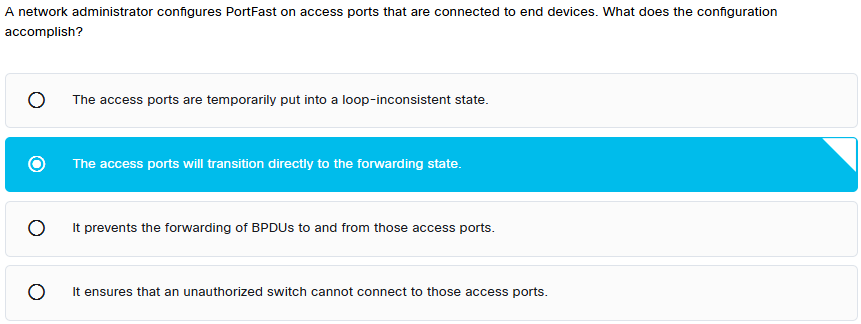 A network administrator configures PortFast on access ports that are connected to end devices. What does the configuration
accomplish?
The access ports are temporarily put into a loop-inconsistent state.
The access ports will transition directly to the forwarding state.
It prevents the forwarding of BPDUs to and from those access ports.
It ensures that an unauthorized switch cannot connect to those access ports.